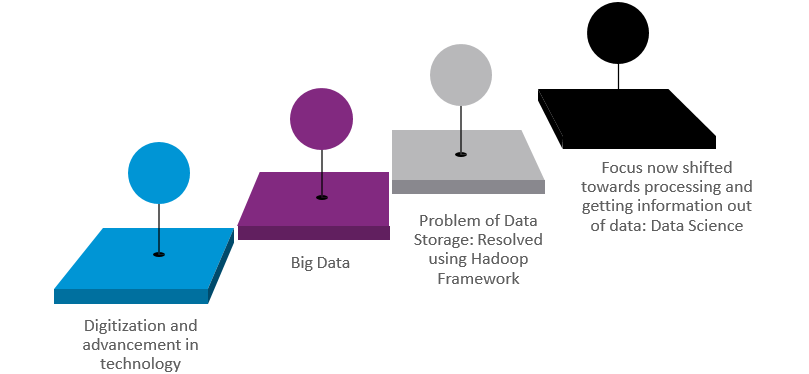 Digitization and
advancement in
technology
Big Data
Problem of Data
Storage: Resolved
using Hadoop
Framework
Focus now shifted
towards processing and
getting information out
of data: Data Science